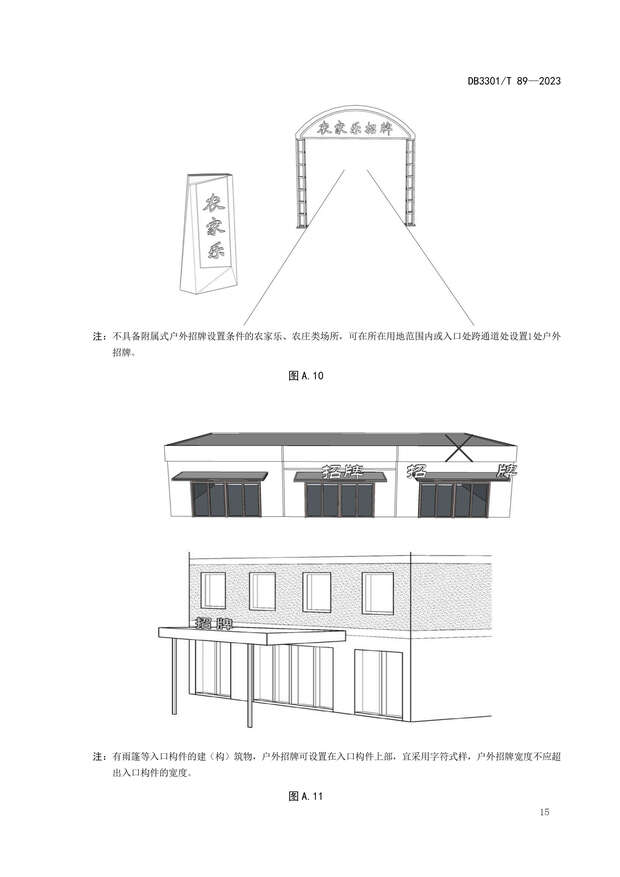 DB3301/T 89—2023
农家乐招牌
农
家
乐
注：不具备附属式户外招牌设置条件的农家乐、农庄类场所，可在所在用地范围内或入口处跨通道处设置1处户外
招牌。
图A.10
招牌 招 牌
招牌
注：有雨篷等入口构件的建（构）筑物，户外招牌可设置在入口构件上部，宜采用字符式样，户外招牌宽度不应超
出入口构件的宽度。
图A.11
15